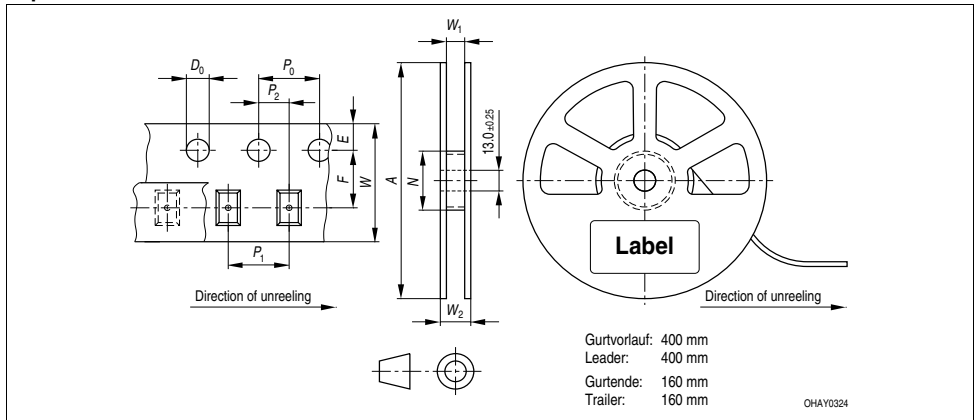 W₁
D₀
P₀
P₂
E
F
W
A
N
13.0 ±0.25
Label
P₁
Direction of unreeling
W₂
Direction of unreeling
Gurtvorlauf: 400 mm
Leader: 400 mm
Gurtende: 160 mm
Trailer: 160 mm
OHAY0324